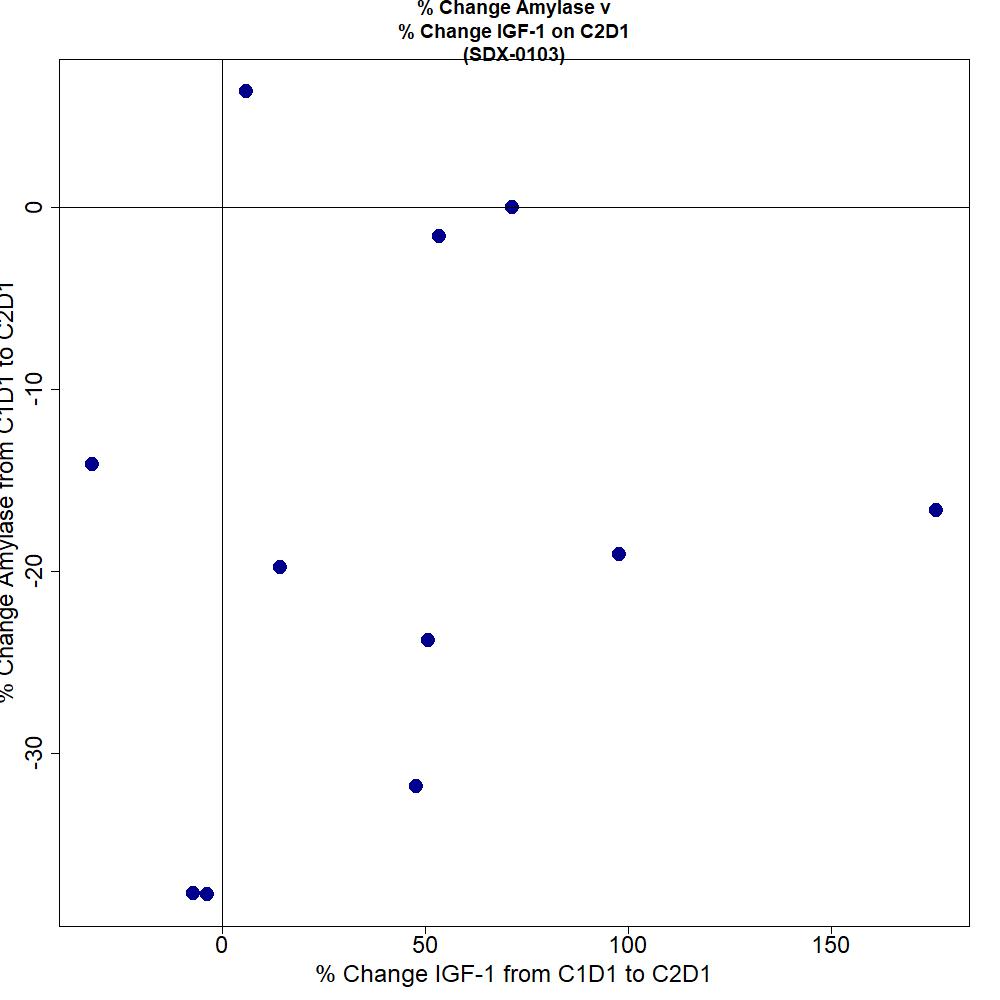 % Change Amylase v
% Change IGF-1 on C2D1
(SDX-0103)
% Change Amylase from C1D1 to C2D1
0
-10
-20
-30
0
50
100
150
% Change IGF-1 from C1D1 to C2D1